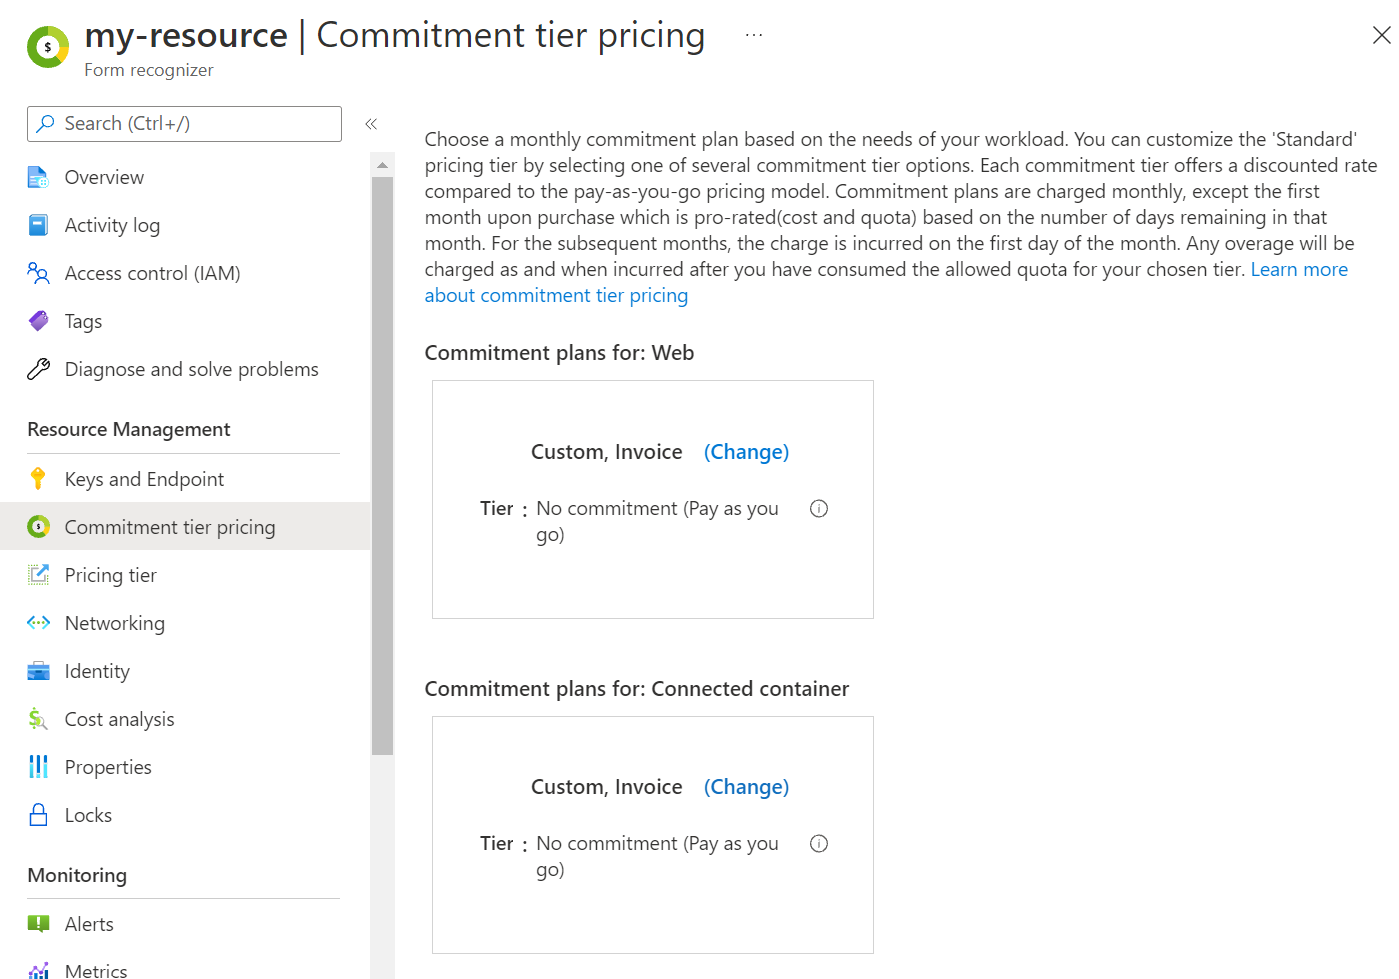 my-resource | Commitment tier pricing ...
Form recognizer
Search (Ctrl+/)
«
Overview
Activity log
Access control (IAM)
Tags
Diagnose and solve problems
Resource Management
Keys and Endpoint
Commitment tier pricing
Pricing tier
Networking
Identity
Cost analysis
Properties
Locks
Monitoring
Alerts
Metrics
Choose a monthly commitment plan based on the needs of your workload. You can customize the 'Standard'
pricing tier by selecting one of several commitment tier options. Each commitment tier offers a discounted rate
compared to the pay-as-you-go pricing model. Commitment plans are charged monthly, except the first
month upon purchase which is pro-rated(cost and quota) based on the number of days remaining in that
month. For the subsequent months, the charge is incurred on the first day of the month. Any overage will be
charged as and when incurred after you have consumed the allowed quota for your chosen tier. Learn more
about commitment tier pricing
Commitment plans for: Web
Custom, Invoice (Change)
Tier : No commitment (Pay as you
go)
Commitment plans for: Connected container
Custom, Invoice (Change)
Tier : No commitment (Pay as you
go)